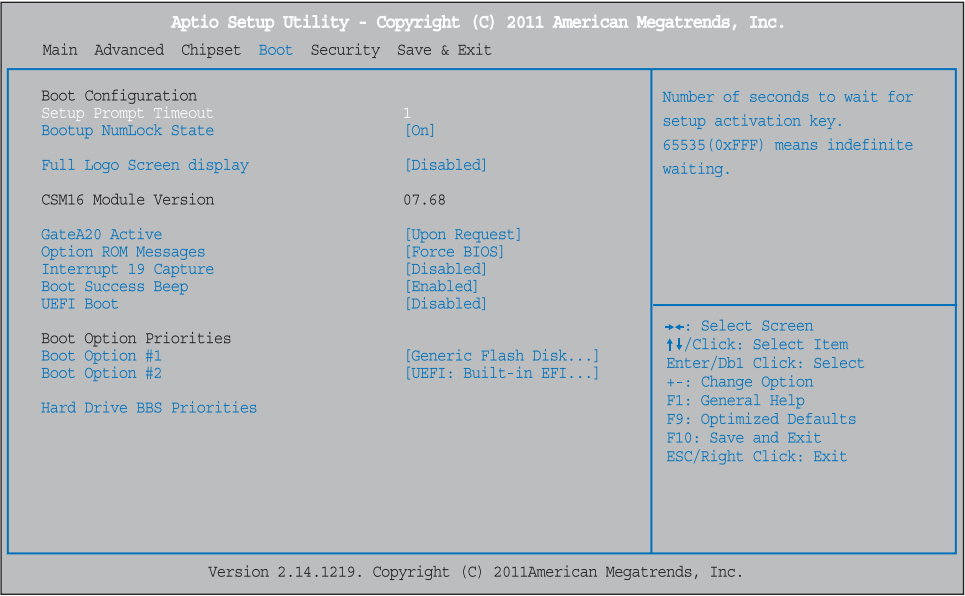 Aptio Setup Utility - Copyright (C) 2011 American Megatrends, Inc.
Main Advanced Chipset Boot Security Save & Exit
Boot Configuration
Setup Prompt Timeout 1
Bootup NumLock State [On]
Full Logo Screen display [Disabled]
CSM16 Module Version 07.68
GateA20 Active [Upon Request]
Option ROM Messages [Force BIOS]
Interrupt 19 Capture [Disabled]
Boot Success Beep [Enabled]
UEFI Boot [Disabled]
Boot Option Priorities
Boot Option #1 [Generic Flash Disk...]
Boot Option #2 [UEFI: Built-in EFI...]
Hard Drive BBS Priorities
Number of seconds to wait for
setup activation key.
65535(0xFFF) means indefinite
waiting.
→←: Select Screen
↑↓/Click: Select Item
Enter/Dbl Click: Select
+-: Change Option
F1: General Help
F9: Optimized Defaults
F10: Save and Exit
ESC/Right Click: Exit
Version 2.14.1219. Copyright (C) 2011American Megatrends, Inc.